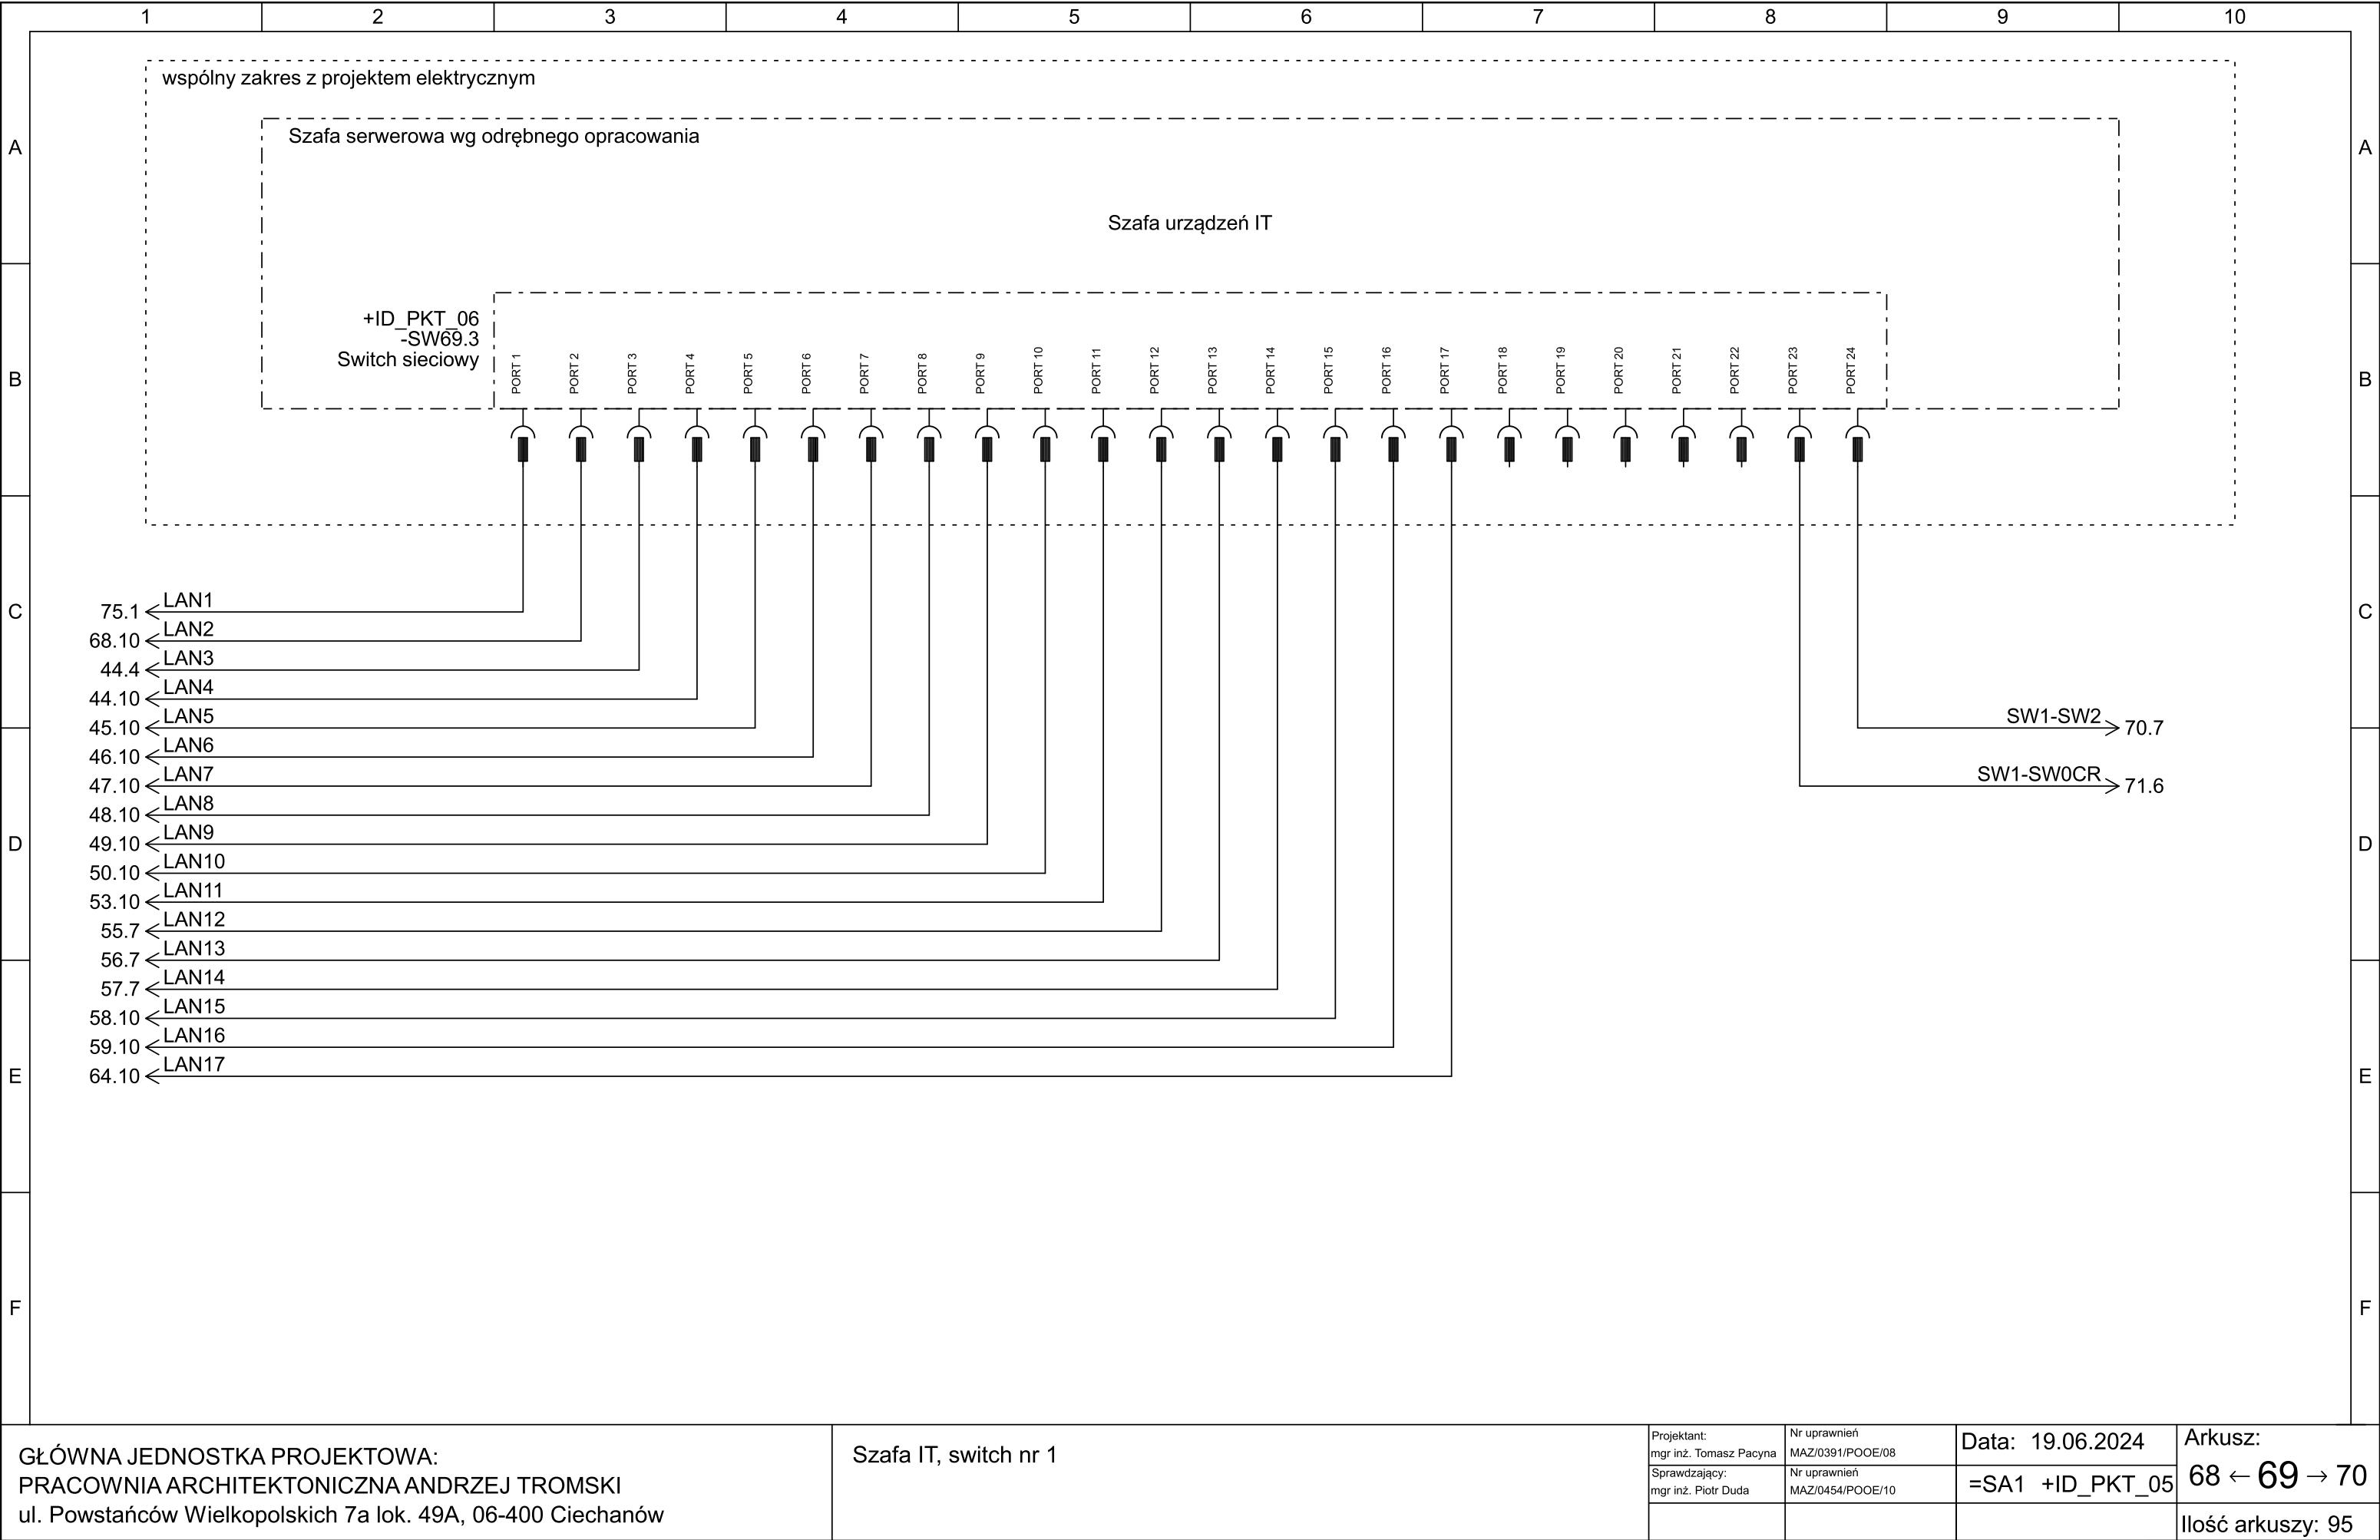 1 2 3 4 5 6 7 8 9 10
wspólny zakres z projektem elektrycznym
Szafa serwerowa wg odrębnego opracowania
A A
Szafa urządzeń IT
+ID_PKT_06
-SW69.3
Switch sieciowy
B B
PORT 1
PORT 2
PORT 3
PORT 4
PORT 5
PORT 6
PORT 7
PORT 8
PORT 9
PORT 10
PORT 11
PORT 12
PORT 13
PORT 14
PORT 15
PORT 16
PORT 17
PORT 18
PORT 19
PORT 20
PORT 21
PORT 22
PORT 23
PORT 24
C C
75.1 LAN1
68.10 LAN2
44.4 LAN3
44.10 LAN4
45.10 LAN5
SW1-SW2 70.7
46.10 LAN6
47.10 LAN7
SW1-SW0CR 71.6
48.10 LAN8
D D
49.10 LAN9
50.10 LAN10
53.10 LAN11
55.7 LAN12
56.7 LAN13
57.7 LAN14
58.10 LAN15
59.10 LAN16
64.10 LAN17
E E
F F
GŁÓWNA JEDNOSTKA PROJEKTOWA:
PRACOWNIA ARCHITEKTONICZNA ANDRZEJ TROMSKI
ul. Powstańców Wielkopolskich 7a lok. 49A, 06-400 Ciechanów
Szafa IT, switch nr 1
Projektant:
mgr inż. Tomasz Pacyna
Nr uprawnień
MAZ/0391/POOE/08
Sprawdzający:
mgr inż. Piotr Duda
Nr uprawnień
MAZ/0454/POOE/10
Data: 19.06.2024
=SA1 +ID_PKT_05
Arkusz:
68 ← 69 → 70
Ilość arkuszy: 95